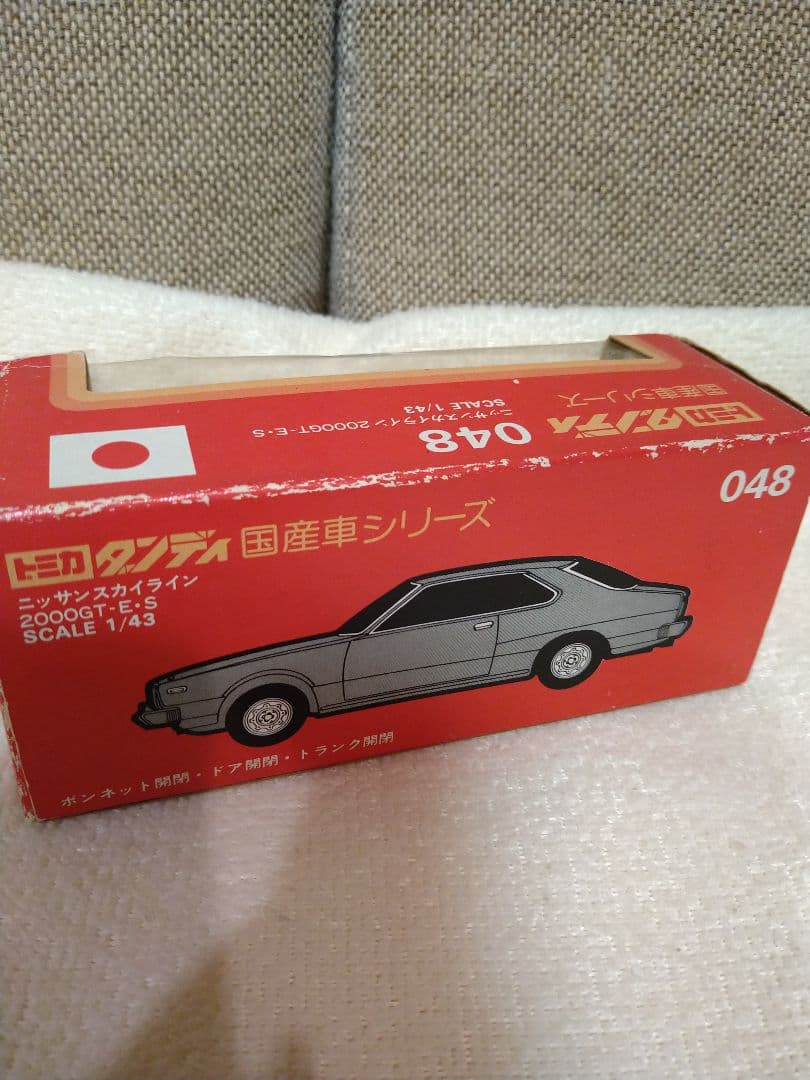 トミカ ダンディ 国産車シリーズ
048
ニッサンスカイライン 2000GT-E・S
SCALE 1/43
トミカ ダンディ 国産車シリーズ
048
ニッサンスカイライン
2000GT-E・S
SCALE 1/43
ボンネット開閉・ドア開閉・トランク開閉